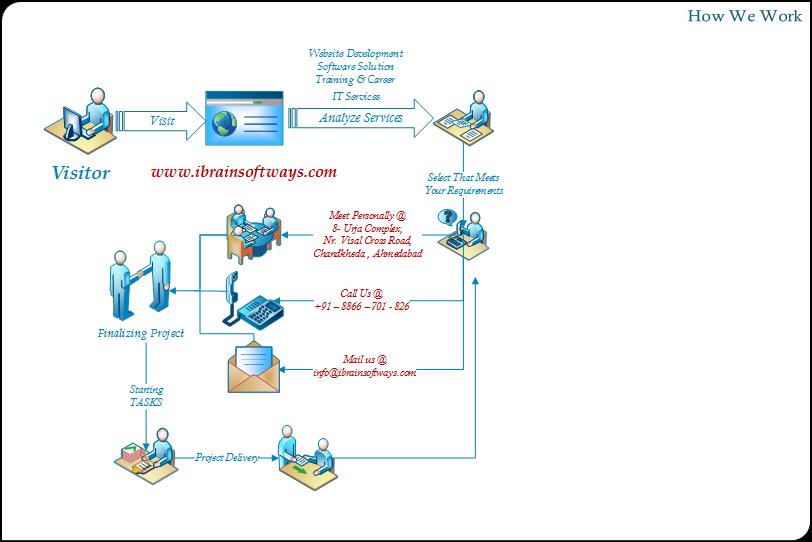 How We Work
Website Development
Software Solution
Training & Career
IT Services
Visit
Analyze Services
Visitor
www.ibrainsoftways.com
Select That Meets
Your Requirements
Meet Personally @
8- Urja Complex,
Nr. Visal Cross Road,
Chandkheda , Ahmedabad
?
Call Us @
+91 – 8866 – 701 - 826
Finalizing Project
Mail us @
info@ibrainsoftways.com
Starting
TASKS
Project Delivery